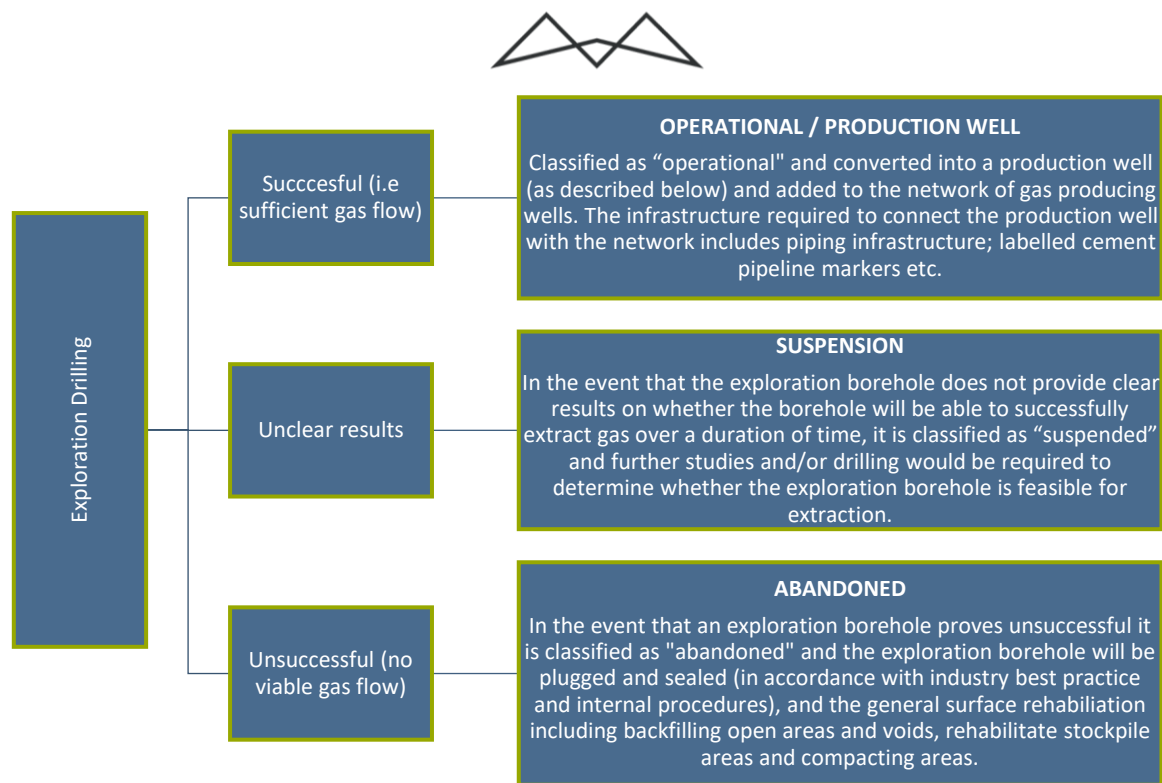 Exploration Drilling
Succcesful (i.e
sufficient gas flow)
OPERATIONAL / PRODUCTION WELL
Classified as “operational" and converted into a production well
(as described below) and added to the network of gas producing
wells. The infrastructure required to connect the production well
with the network includes piping infrastructure; labelled cement
pipeline markers etc.
Unclear results
SUSPENSION
In the event that the exploration borehole does not provide clear
results on whether the borehole will be able to successfully
extract gas over a duration of time, it is classified as “suspended”
and further studies and/or drilling would be required to
determine whether the exploration borehole is feasible for
extraction.
Unsuccessful (no
viable gas flow)
ABANDONED
In the event that an exploration borehole proves unsuccessful it
is classified as "abandoned" and the exploration borehole will be
plugged and sealed (in accordance with industry best practice
and internal procedures), and the general surface rehabiliation
including backfilling open areas and voids, rehabilitate stockpile
areas and compacting areas.